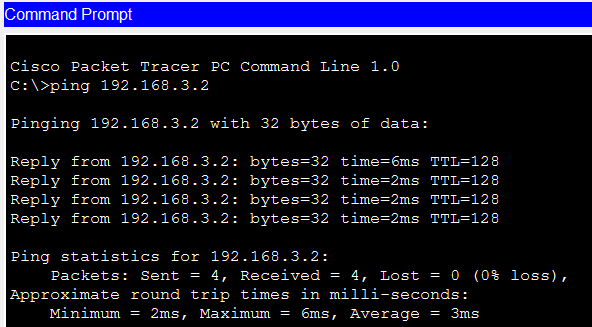 Command Prompt
Cisco Packet Tracer PC Command Line 1.0
C:\>ping 192.168.3.2
Pinging 192.168.3.2 with 32 bytes of data:
Reply from 192.168.3.2: bytes=32 time=6ms TTL=128
Reply from 192.168.3.2: bytes=32 time=2ms TTL=128
Reply from 192.168.3.2: bytes=32 time=2ms TTL=128
Reply from 192.168.3.2: bytes=32 time=2ms TTL=128
Ping statistics for 192.168.3.2:
    Packets: Sent = 4, Received = 4, Lost = 0 (0% loss),
Approximate round trip times in milli-seconds:
    Minimum = 2ms, Maximum = 6ms, Average = 3ms